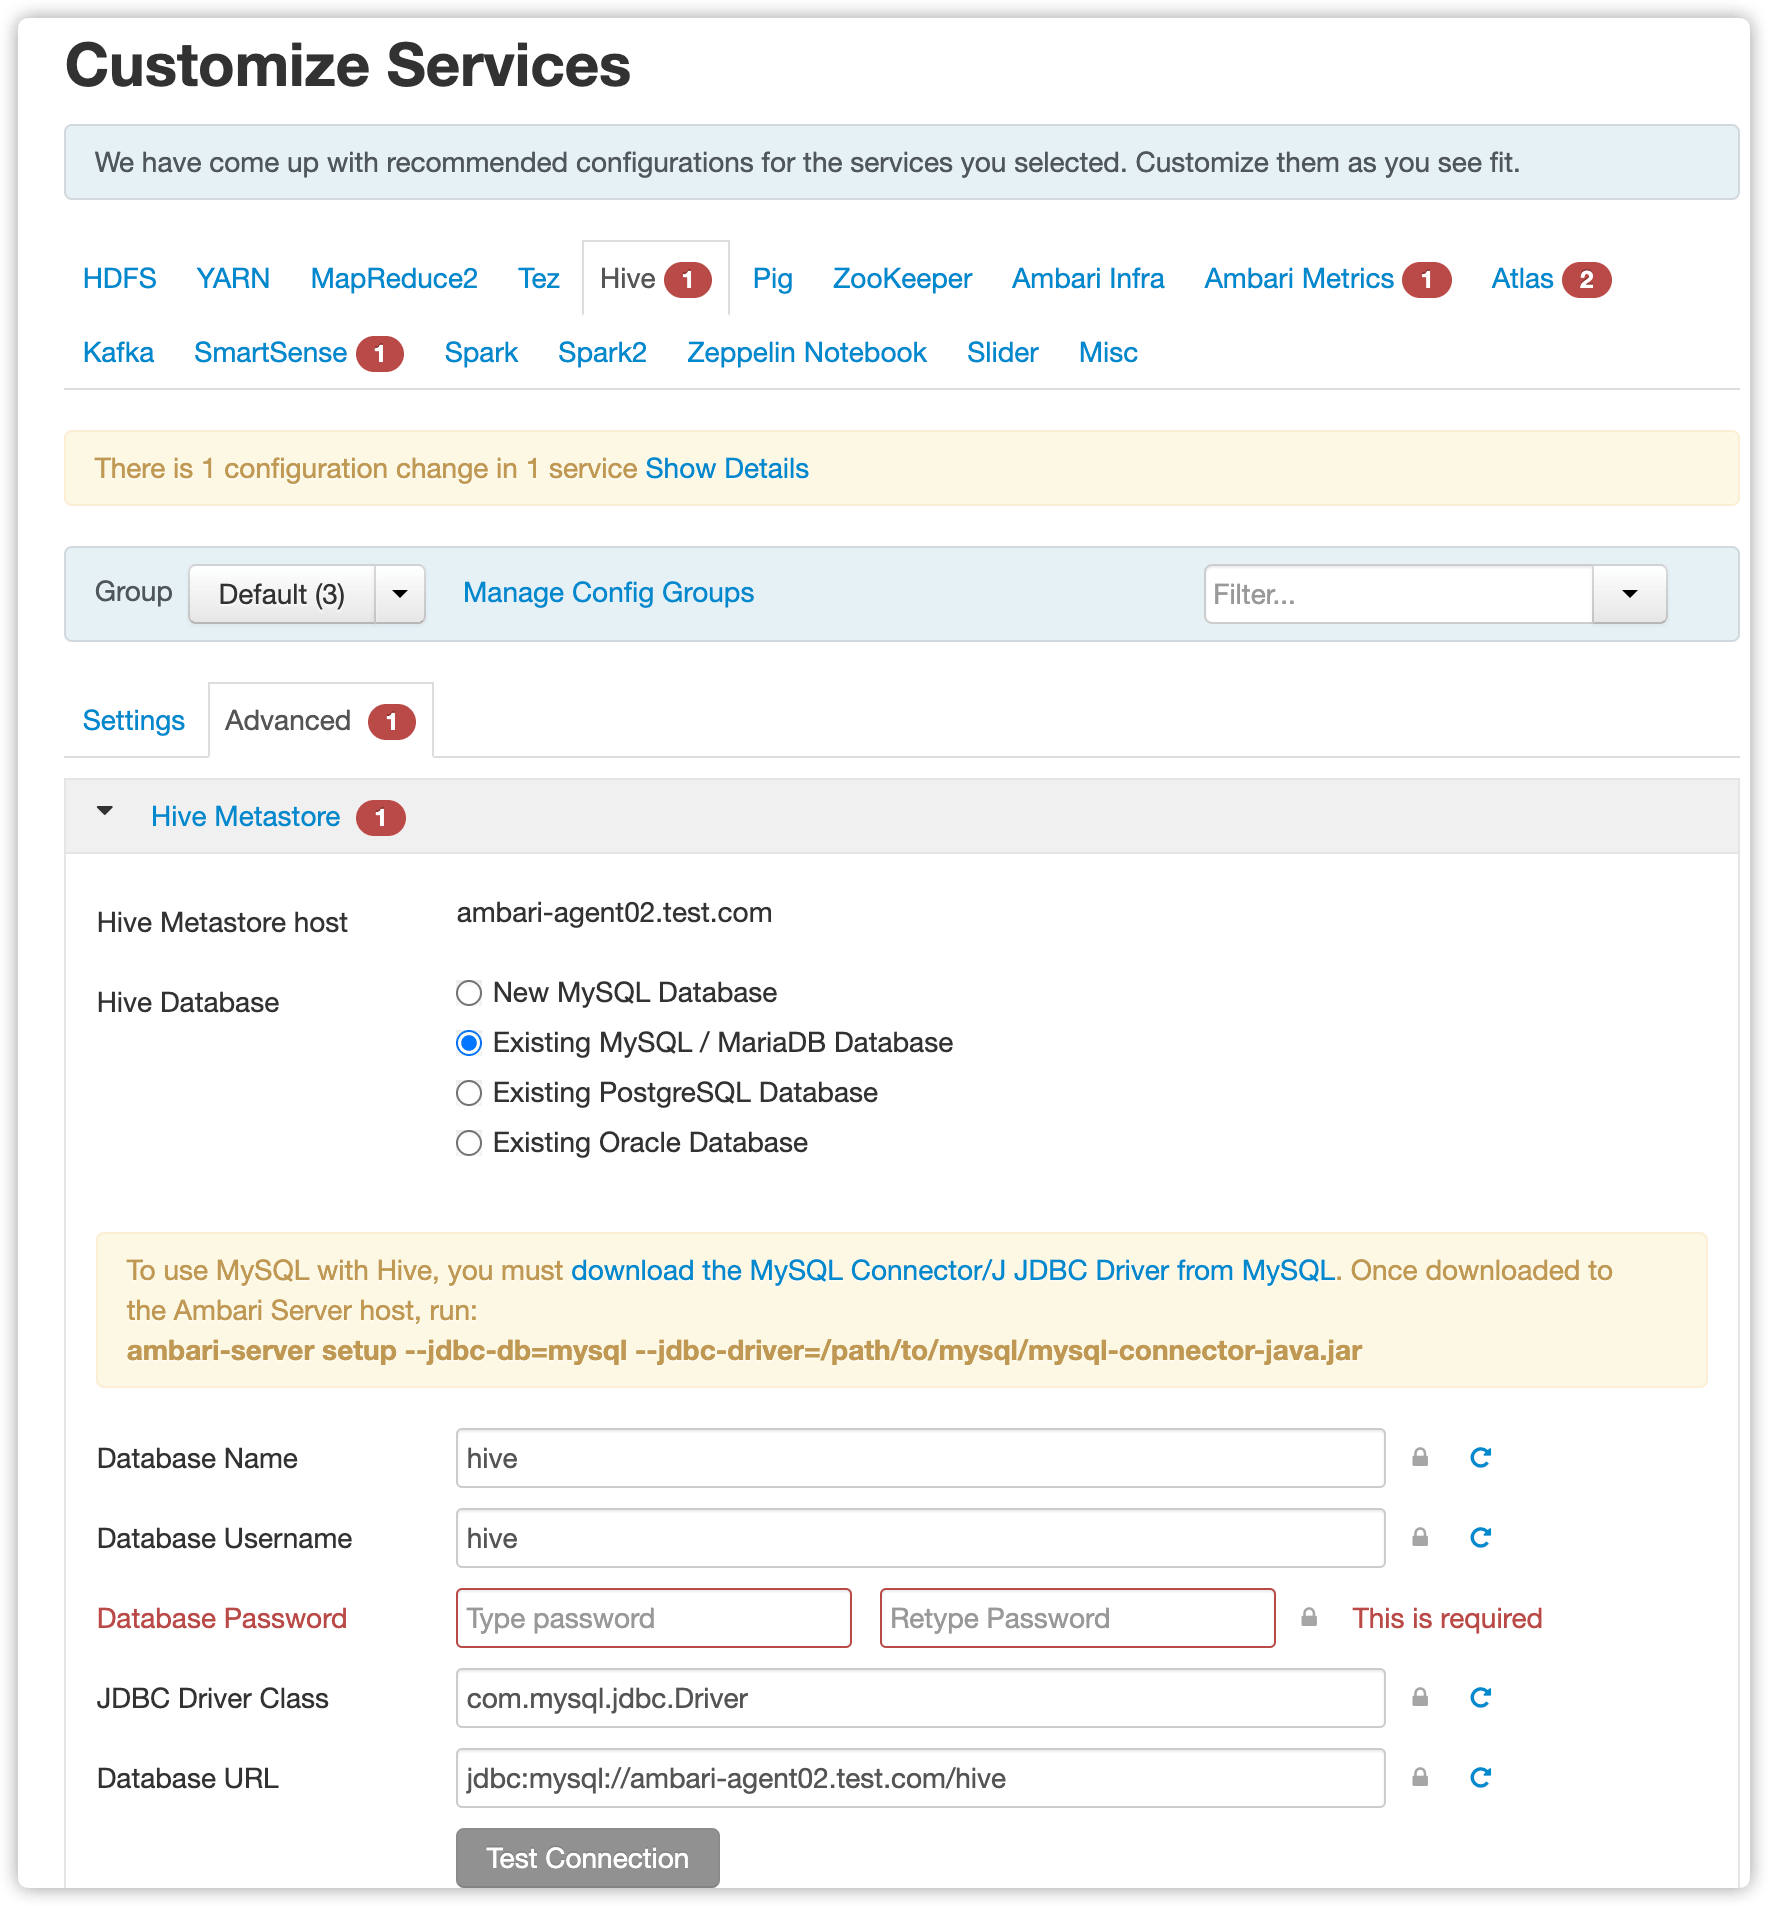 Customize Services
We have come up with recommended configurations for the services you selected. Customize them as you see fit.
HDFS YARN MapReduce2 Tez Hive 1 Pig ZooKeeper Ambari Infra Ambari Metrics 1 Atlas 2
Kafka SmartSense 1 Spark Spark2 Zeppelin Notebook Slider Misc
There is 1 configuration change in 1 service Show Details
Group Default (3) Manage Config Groups Filter...
Settings Advanced 1
Hive Metastore 1
Hive Metastore host ambari-agent02.test.com
Hive Database New MySQL Database
Existing MySQL / MariaDB Database
Existing PostgreSQL Database
Existing Oracle Database
To use MySQL with Hive, you must download the MySQL Connector/J JDBC Driver from MySQL. Once downloaded to
the Ambari Server host, run:
ambari-server setup --jdbc-db=mysql --jdbc-driver=/path/to/mysql/mysql-connector-java.jar
Database Name hive
Database Username hive
Database Password Type password Retype Password This is required
JDBC Driver Class com.mysql.jdbc.Driver
Database URL jdbc:mysql://ambari-agent02.test.com/hive
Test Connection